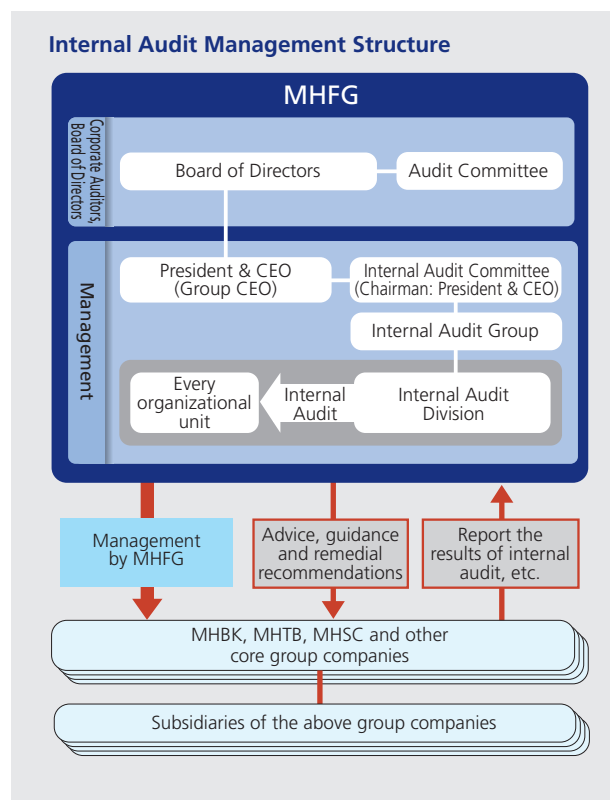 Internal Audit Management Structure
MHFG
Corporate Auditors,
Board of Directors
Board of Directors
Audit Committee
Management
President & CEO
(Group CEO)
Internal Audit Committee
(Chairman: President & CEO)
Internal Audit Group
Every
organizational
unit
Internal
Audit
Internal Audit
Division
Management
by MHFG
Advice, guidance
and remedial
recommendations
Report the
results of internal
audit, etc.
MHBK, MHTB, MHSC and other
core group companies
Subsidiaries of the above group companies